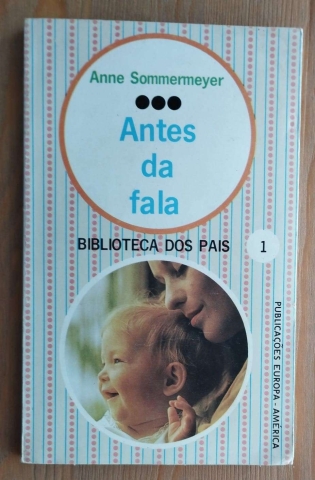 Anne Sommermeyer
Antes
da
fala
BIBLIOTECA DOS PAIS
1
PUBLICAÇÕES EUROPA - AMÉRICA